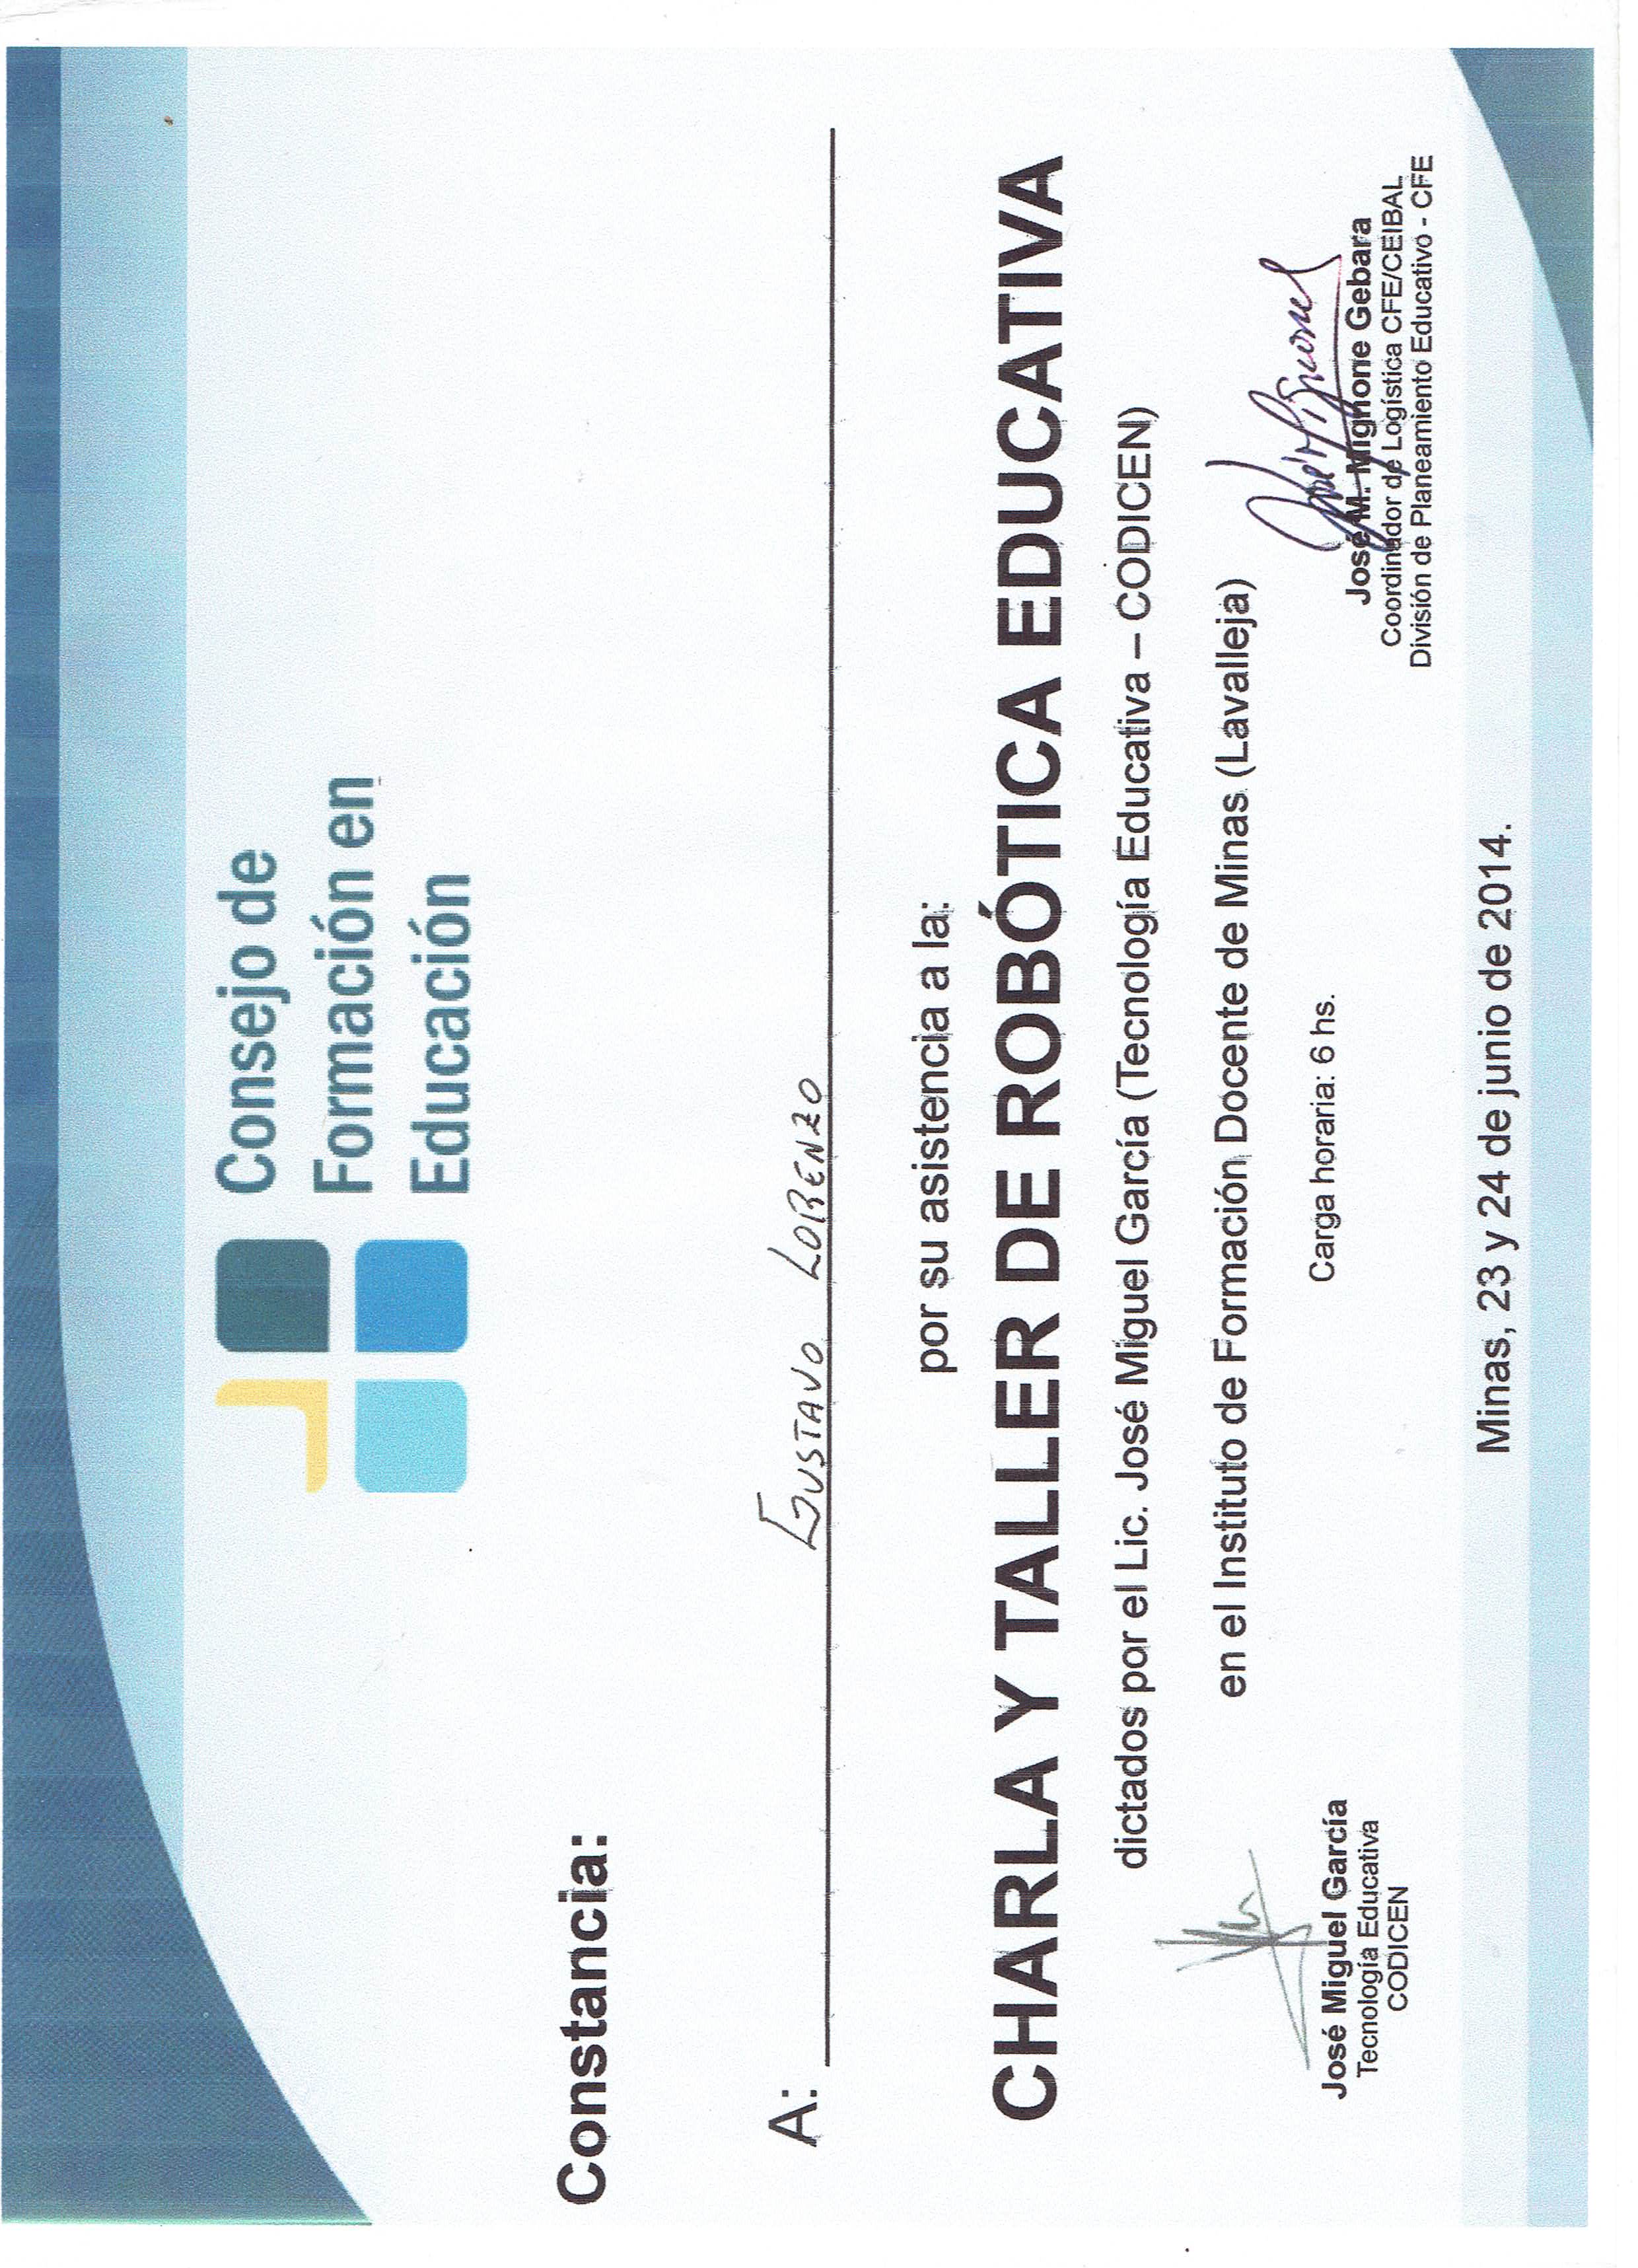 Consejo de
Formación en
Educación
Constancia:
A: GUSTAVO LORENZO
por su asistencia a la:
CHARLA Y TALLER DE ROBÓTICA EDUCATIVA
dictados por el Lic. José Miguel García (Tecnología Educativa – CODICEN)
en el Instituto de Formación Docente de Minas (Lavalleja)
Carga horaria: 6 hs.
José Miguel García
Tecnología Educativa
CODICEN
José Mignone
José M. Mignone Gebara
Coordinador de Logística CFE/CEIBAL
División de Planeamiento Educativo - CFE
Minas, 23 y 24 de junio de 2014.